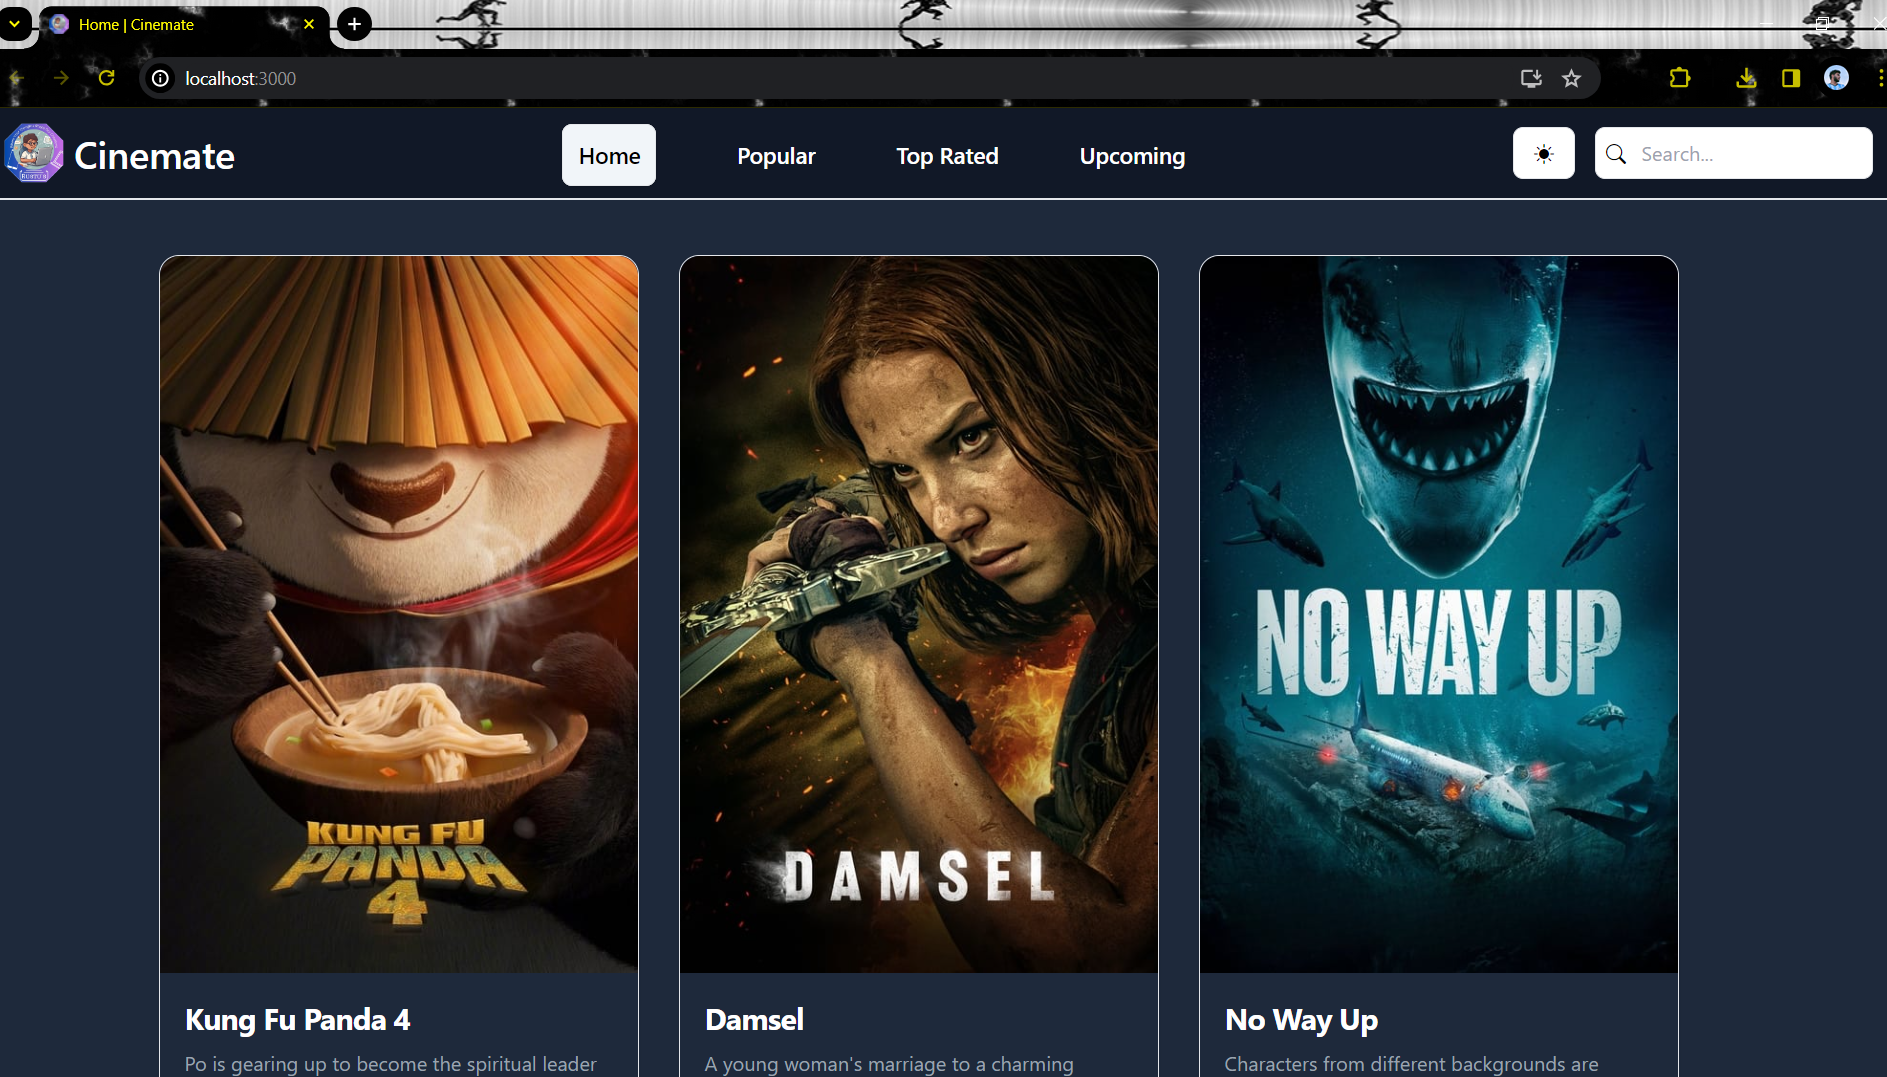 Home | Cinemate
localhost:3000
Cinemate
Home
Popular
Top Rated
Upcoming
Search...
KUNG FU
PANDA
4
DAMSEL
NO WAY UP
Kung Fu Panda 4
Po is gearing up to become the spiritual leader
Damsel
A young woman's marriage to a charming
No Way Up
Characters from different backgrounds are